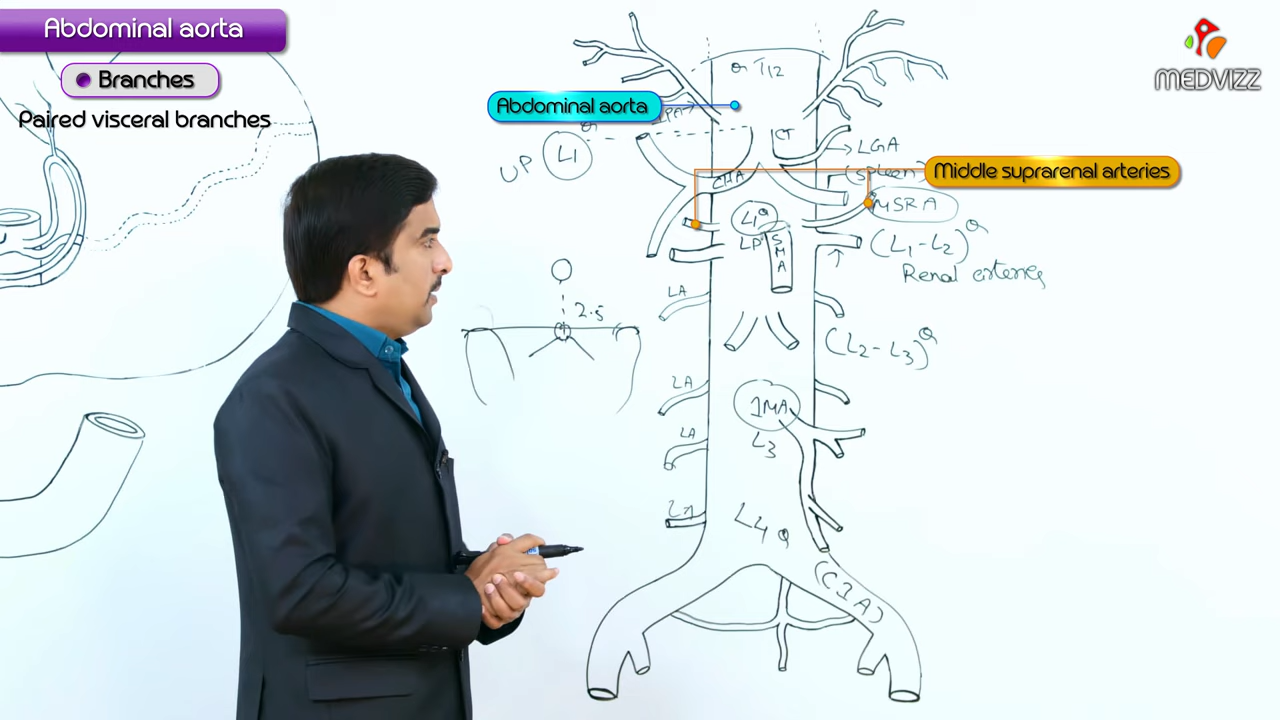 Abdominal aorta
Branches
Paired visceral branches
MEDVIZZ
T12
Abdominal aorta
IPA
UP
L1
CT
LGA
CHA
(spleen)
Middle suprarenal arteries
MSRA
L1
LP
SMA
(L1-L2)
Renal arteries
LA
2.5
(L2-L3)
LA
IMA
LA
L3
LA
L4
(CIA)